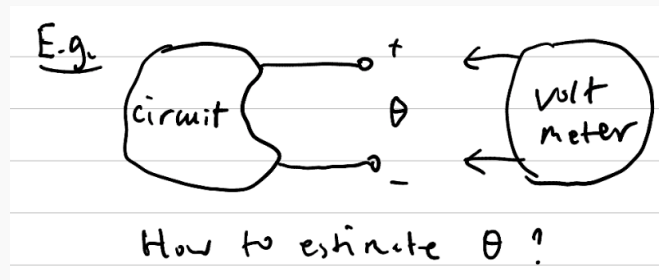 E.g.
+
circuit
θ
volt
meter
-
How to estimate θ ?